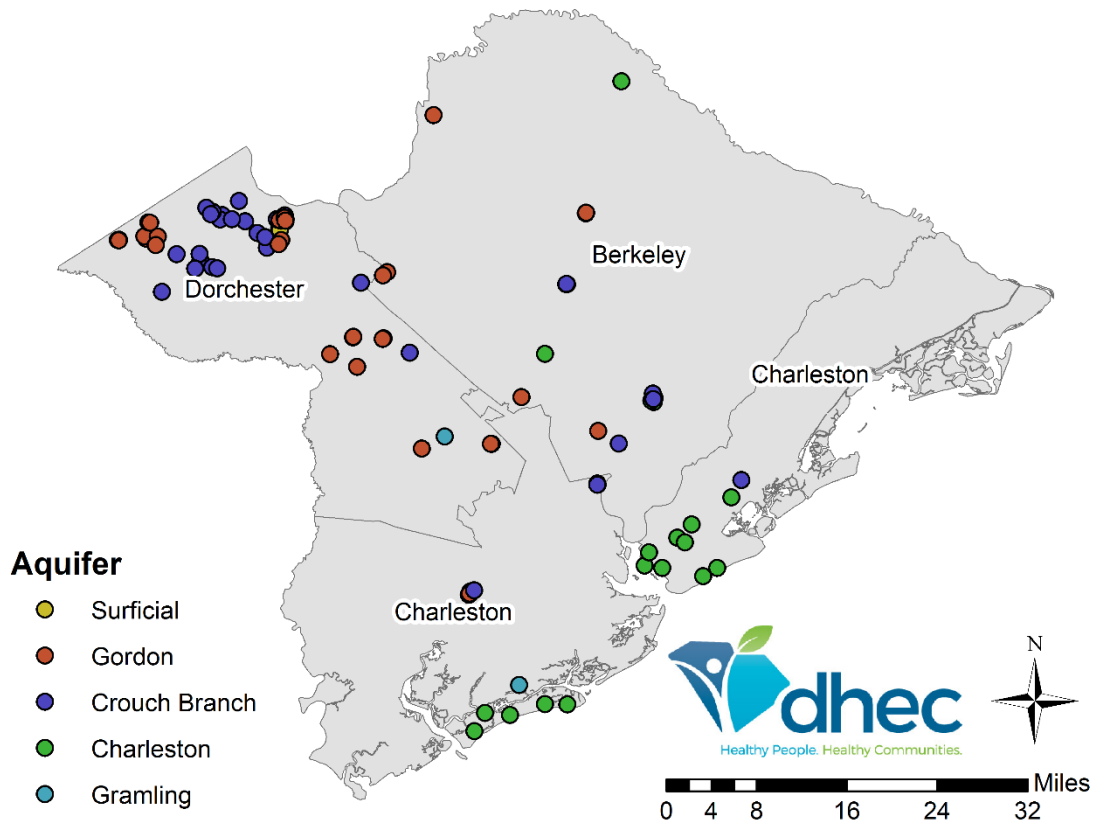 Berkeley
Dorchester
Charleston
Charleston
Aquifer
Surficial
Gordon
Crouch Branch
Charleston
Gramling
dhec
Healthy People. Healthy Communities.
N
Miles
0 4 8 16 24 32